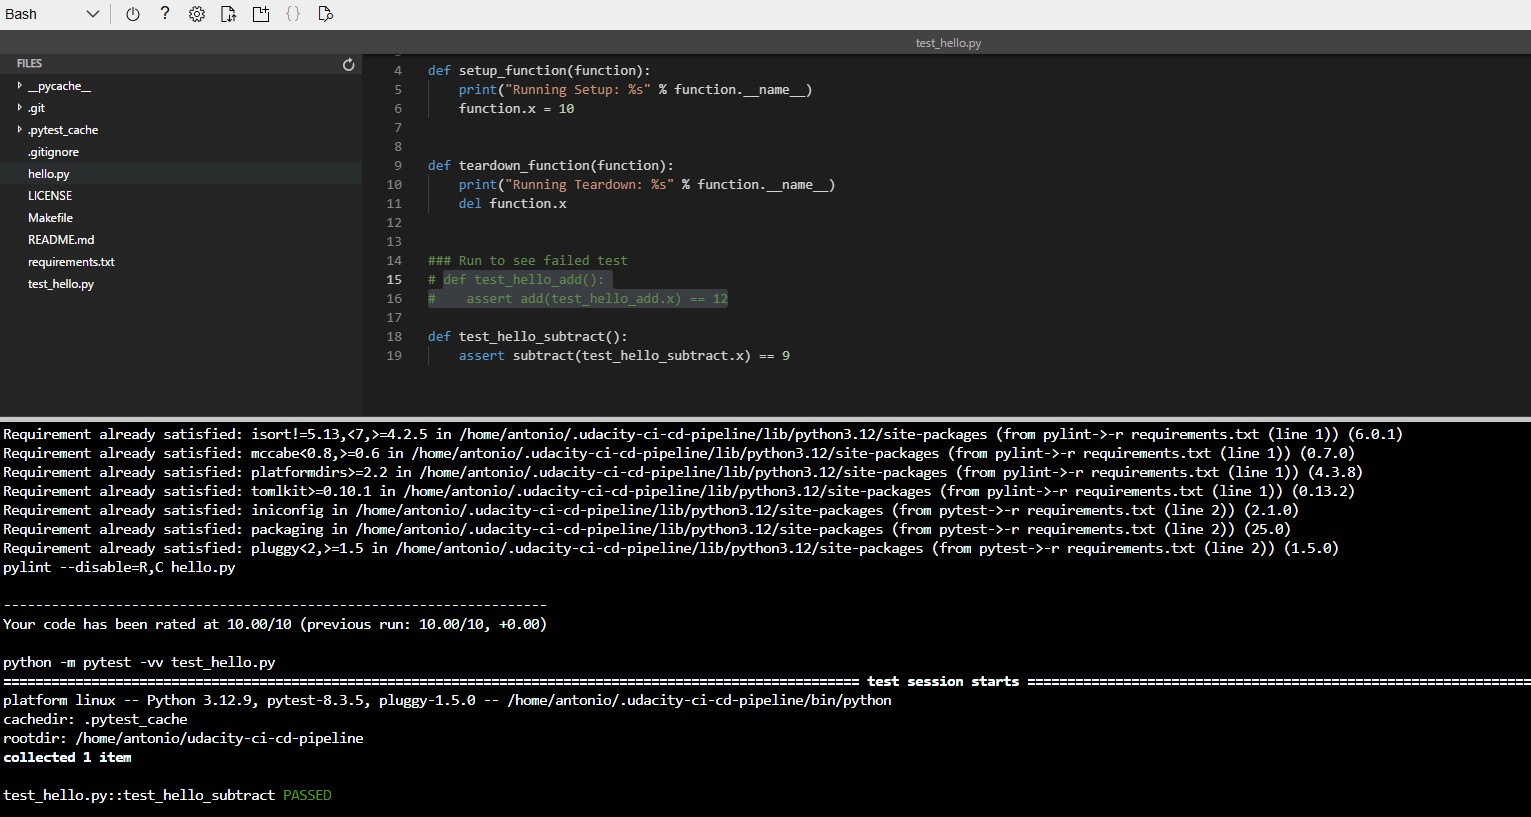 Bash
?
{}
test_hello.py
FILES
__pycache__
.git
.pytest_cache
.gitignore
hello.py
LICENSE
Makefile
README.md
requirements.txt
test_hello.py
4 def setup_function(function):
5     print("Running Setup: %s" % function.__name__)
6     function.x = 10
7
8
9 def teardown_function(function):
10     print("Running Teardown: %s" % function.__name__)
11     del function.x
12
13
14 ### Run to see failed test
15 # def test_hello_add():
16 #    assert add(test_hello_add.x) == 12
17
18 def test_hello_subtract():
19     assert subtract(test_hello_subtract.x) == 9
Requirement already satisfied: isort!=5.13,<7,>=4.2.5 in /home/antonio/.udacity-ci-cd-pipeline/lib/python3.12/site-packages (from pylint->-r requirements.txt (line 1)) (6.0.1)
Requirement already satisfied: mccabe<0.8,>=0.6 in /home/antonio/.udacity-ci-cd-pipeline/lib/python3.12/site-packages (from pylint->-r requirements.txt (line 1)) (0.7.0)
Requirement already satisfied: platformdirs>=2.2 in /home/antonio/.udacity-ci-cd-pipeline/lib/python3.12/site-packages (from pylint->-r requirements.txt (line 1)) (4.3.8)
Requirement already satisfied: tomlkit>=0.10.1 in /home/antonio/.udacity-ci-cd-pipeline/lib/python3.12/site-packages (from pylint->-r requirements.txt (line 1)) (0.13.2)
Requirement already satisfied: iniconfig in /home/antonio/.udacity-ci-cd-pipeline/lib/python3.12/site-packages (from pytest->-r requirements.txt (line 2)) (2.1.0)
Requirement already satisfied: packaging in /home/antonio/.udacity-ci-cd-pipeline/lib/python3.12/site-packages (from pytest->-r requirements.txt (line 2)) (25.0)
Requirement already satisfied: pluggy<2,>=1.5 in /home/antonio/.udacity-ci-cd-pipeline/lib/python3.12/site-packages (from pytest->-r requirements.txt (line 2)) (1.5.0)
pylint --disable=R,C hello.py
--------------------------------------------------------------------
Your code has been rated at 10.00/10 (previous run: 10.00/10, +0.00)
python -m pytest -vv test_hello.py
=========================================================================================================== test session starts ===============================================================
platform linux -- Python 3.12.9, pytest-8.3.5, pluggy-1.5.0 -- /home/antonio/.udacity-ci-cd-pipeline/bin/python
cachedir: .pytest_cache
rootdir: /home/antonio/udacity-ci-cd-pipeline
collected 1 item
test_hello.py::test_hello_subtract PASSED